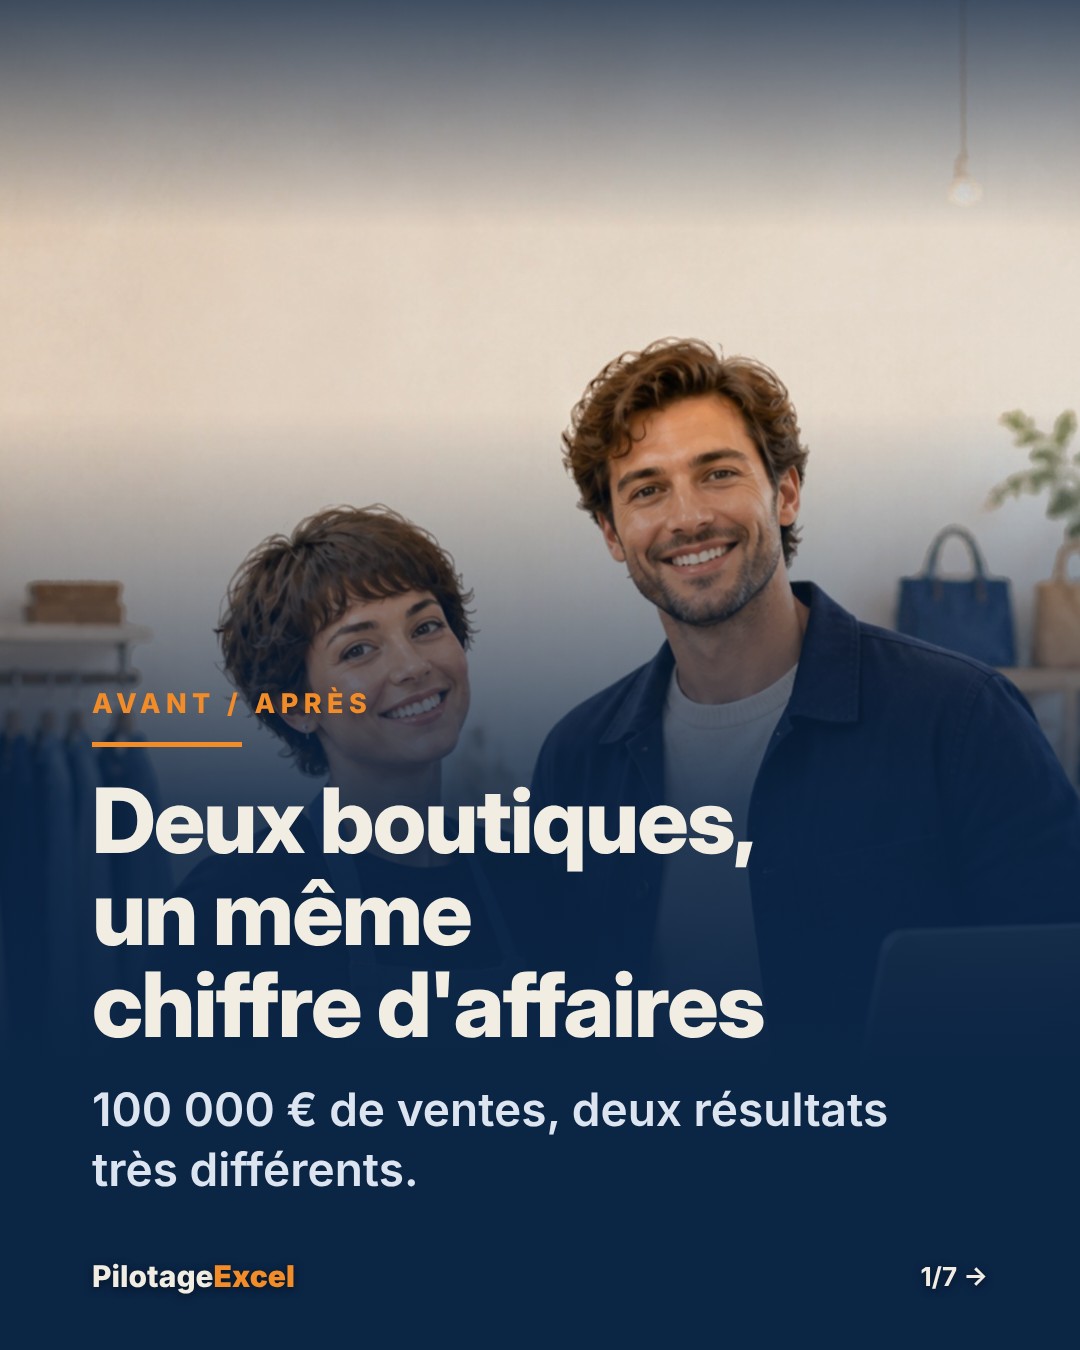 AVANT / APRÈS
Deux boutiques,
un même
chiffre d'affaires
100 000 € de ventes, deux résultats
très différents.
PilotageExcel
1/7 →